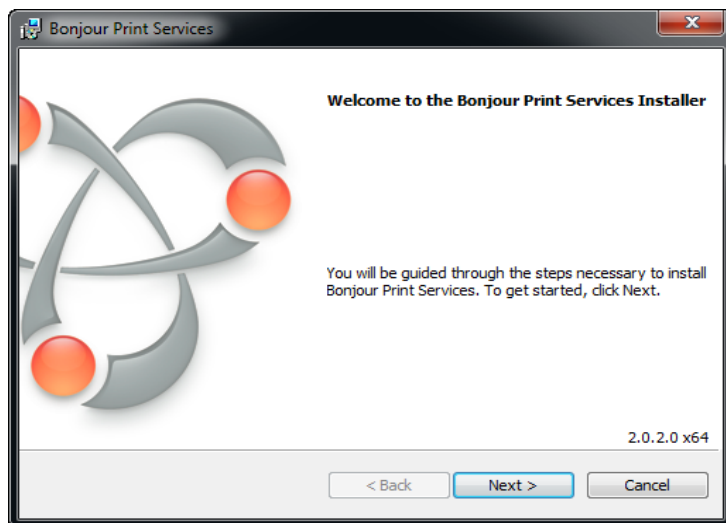 Bonjour Print Services
Welcome to the Bonjour Print Services Installer
You will be guided through the steps necessary to install
Bonjour Print Services. To get started, click Next.
2.0.2.0 x64
< Back
Next >
Cancel